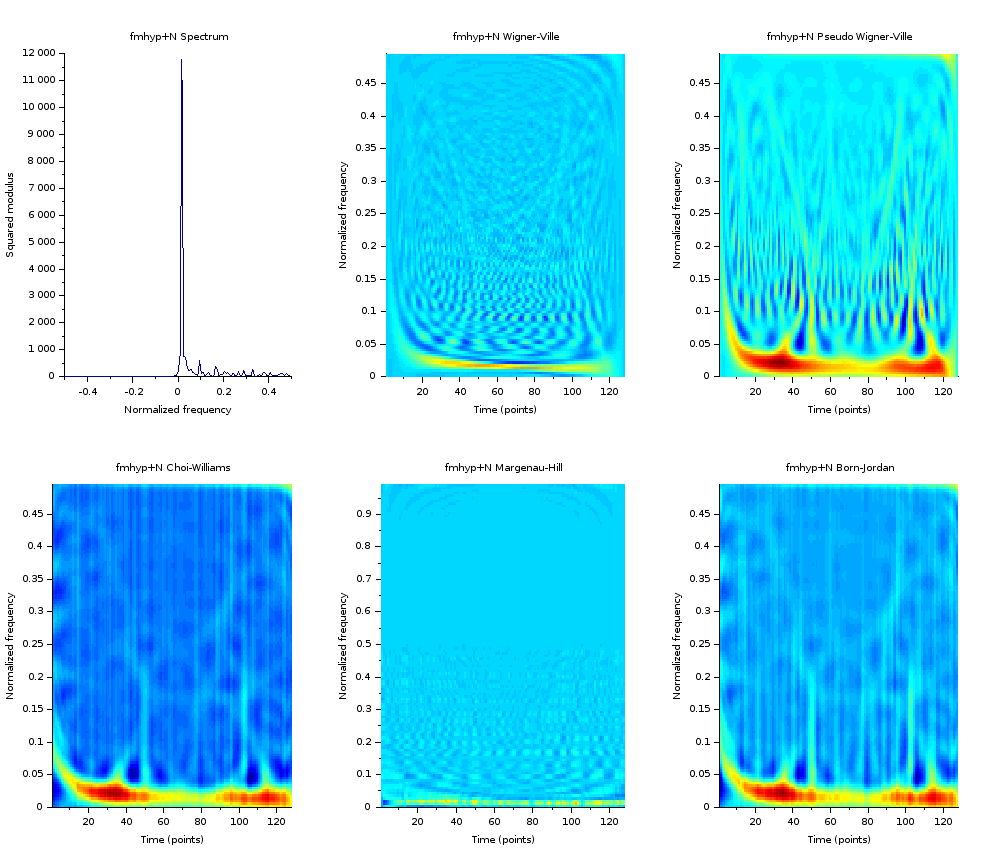 fmhyp+N Spectrum
12 000
11 000
10 000
9 000
8 000
7 000
6 000
5 000
4 000
3 000
2 000
1 000
0
Squared modulus
-0.4 -0.2 0 0.2 0.4
Normalized frequency
fmhyp+N Wigner-Ville
0.45
0.4
0.35
0.3
0.25
0.2
0.15
0.1
0.05
0
Normalized frequency
20 40 60 80 100 120
Time (points)
fmhyp+N Pseudo Wigner-Ville
0.45
0.4
0.35
0.3
0.25
0.2
0.15
0.1
0.05
0
Normalized frequency
20 40 60 80 100 120
Time (points)
fmhyp+N Choi-Williams
0.45
0.4
0.35
0.3
0.25
0.2
0.15
0.1
0.05
0
Normalized frequency
20 40 60 80 100 120
Time (points)
fmhyp+N Margenau-Hill
0.9
0.8
0.7
0.6
0.5
0.4
0.3
0.2
0.1
0
Normalized frequency
20 40 60 80 100 120
Time (points)
fmhyp+N Born-Jordan
0.45
0.4
0.35
0.3
0.25
0.2
0.15
0.1
0.05
0
Normalized frequency
20 40 60 80 100 120
Time (points)